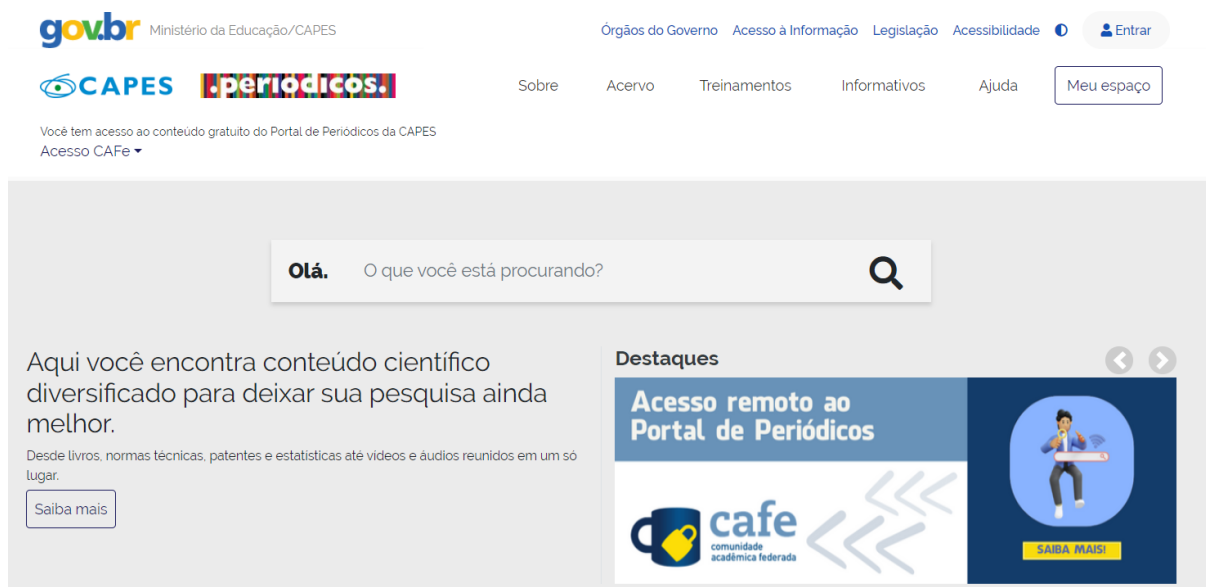 gov.br Ministério da Educação/CAPES
Órgãos do Governo Acesso à Informação Legislação Acessibilidade Entrar
CAPES .periódicos. Sobre Acervo Treinamentos Informativos Ajuda Meu espaço
Você tem acesso ao conteúdo gratuito do Portal de Periódicos da CAPES
Acesso CAFe
Olá. O que você está procurando?
Aqui você encontra conteúdo científico
diversificado para deixar sua pesquisa ainda
melhor.
Desde livros, normas técnicas, patentes e estatísticas até vídeos e áudios reunidos em um só
lugar.
Saiba mais
Destaques
Acesso remoto ao
Portal de Periódicos
cafe
comunidade
acadêmica federada
SAIBA MAIS!